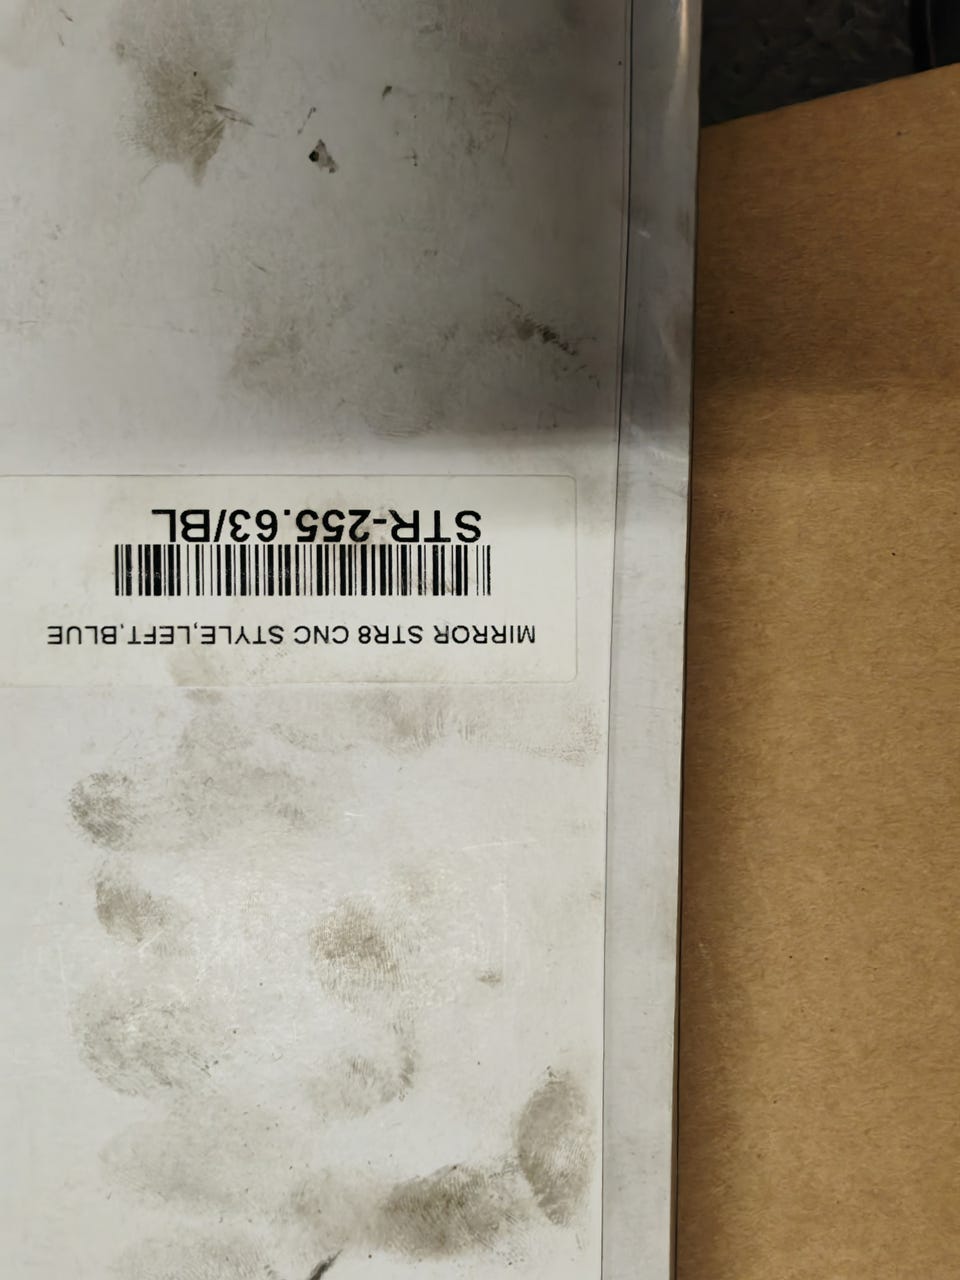 MIRROR STR8 CNC STYLE,LEFT,BLUE
STR-255.63/BL